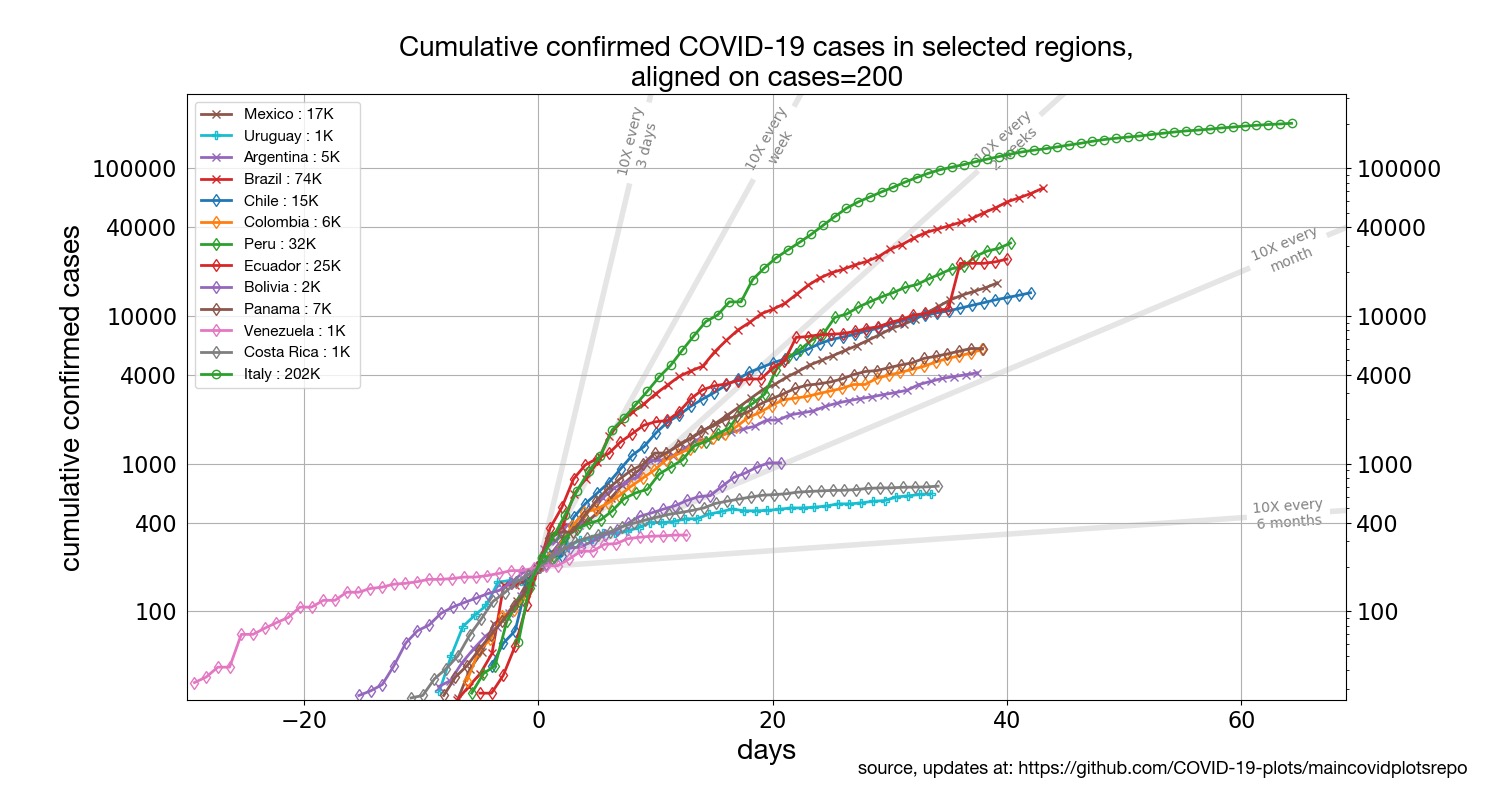 Cumulative confirmed COVID-19 cases in selected regions,
aligned on cases=200
Mexico : 17K
Uruguay : 1K
Argentina : 5K
Brazil : 74K
Chile : 15K
Colombia : 6K
Peru : 32K
Ecuador : 25K
Bolivia : 2K
Panama : 7K
Venezuela : 1K
Costa Rica : 1K
Italy : 202K
10X every
3 days
10X every
week
10X every
2 weeks
10X every
month
10X every
6 months
cumulative confirmed cases
100000
40000
10000
4000
1000
400
100
100000
40000
10000
4000
1000
400
100
−20
0
20
40
60
days
source, updates at: https://github.com/COVID-19-plots/maincovidplotsrepo